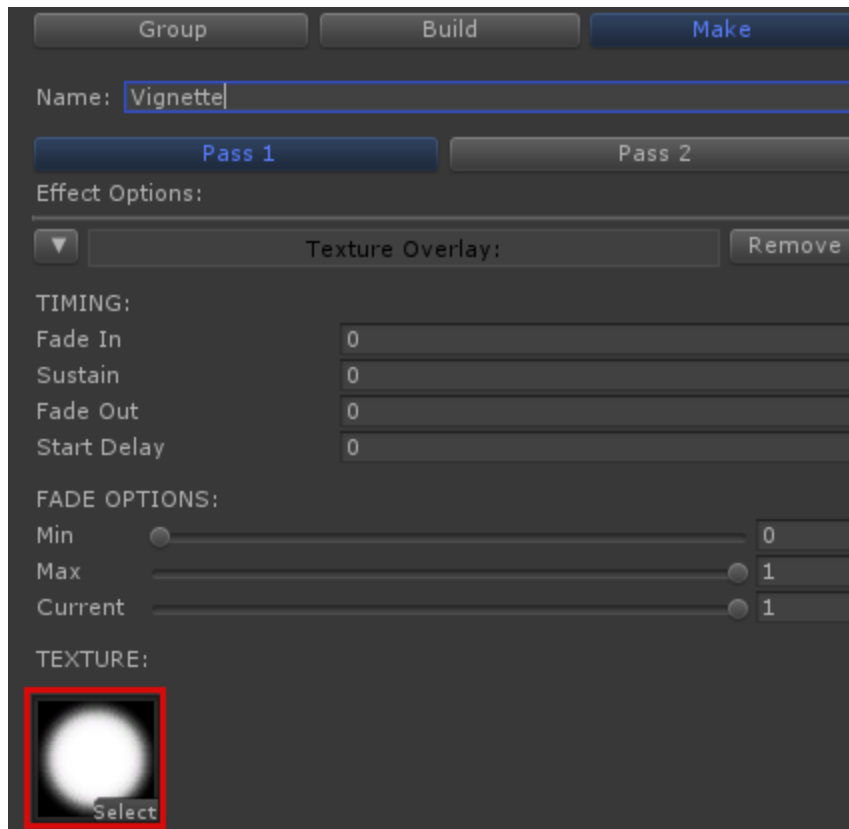 Group Build Make
Name: Vignette
Pass 1 Pass 2
Effect Options:
▼ Texture Overlay: Remove
TIMING:
Fade In 0
Sustain 0
Fade Out 0
Start Delay 0
FADE OPTIONS:
Min 0
Max 1
Current 1
TEXTURE:
Select